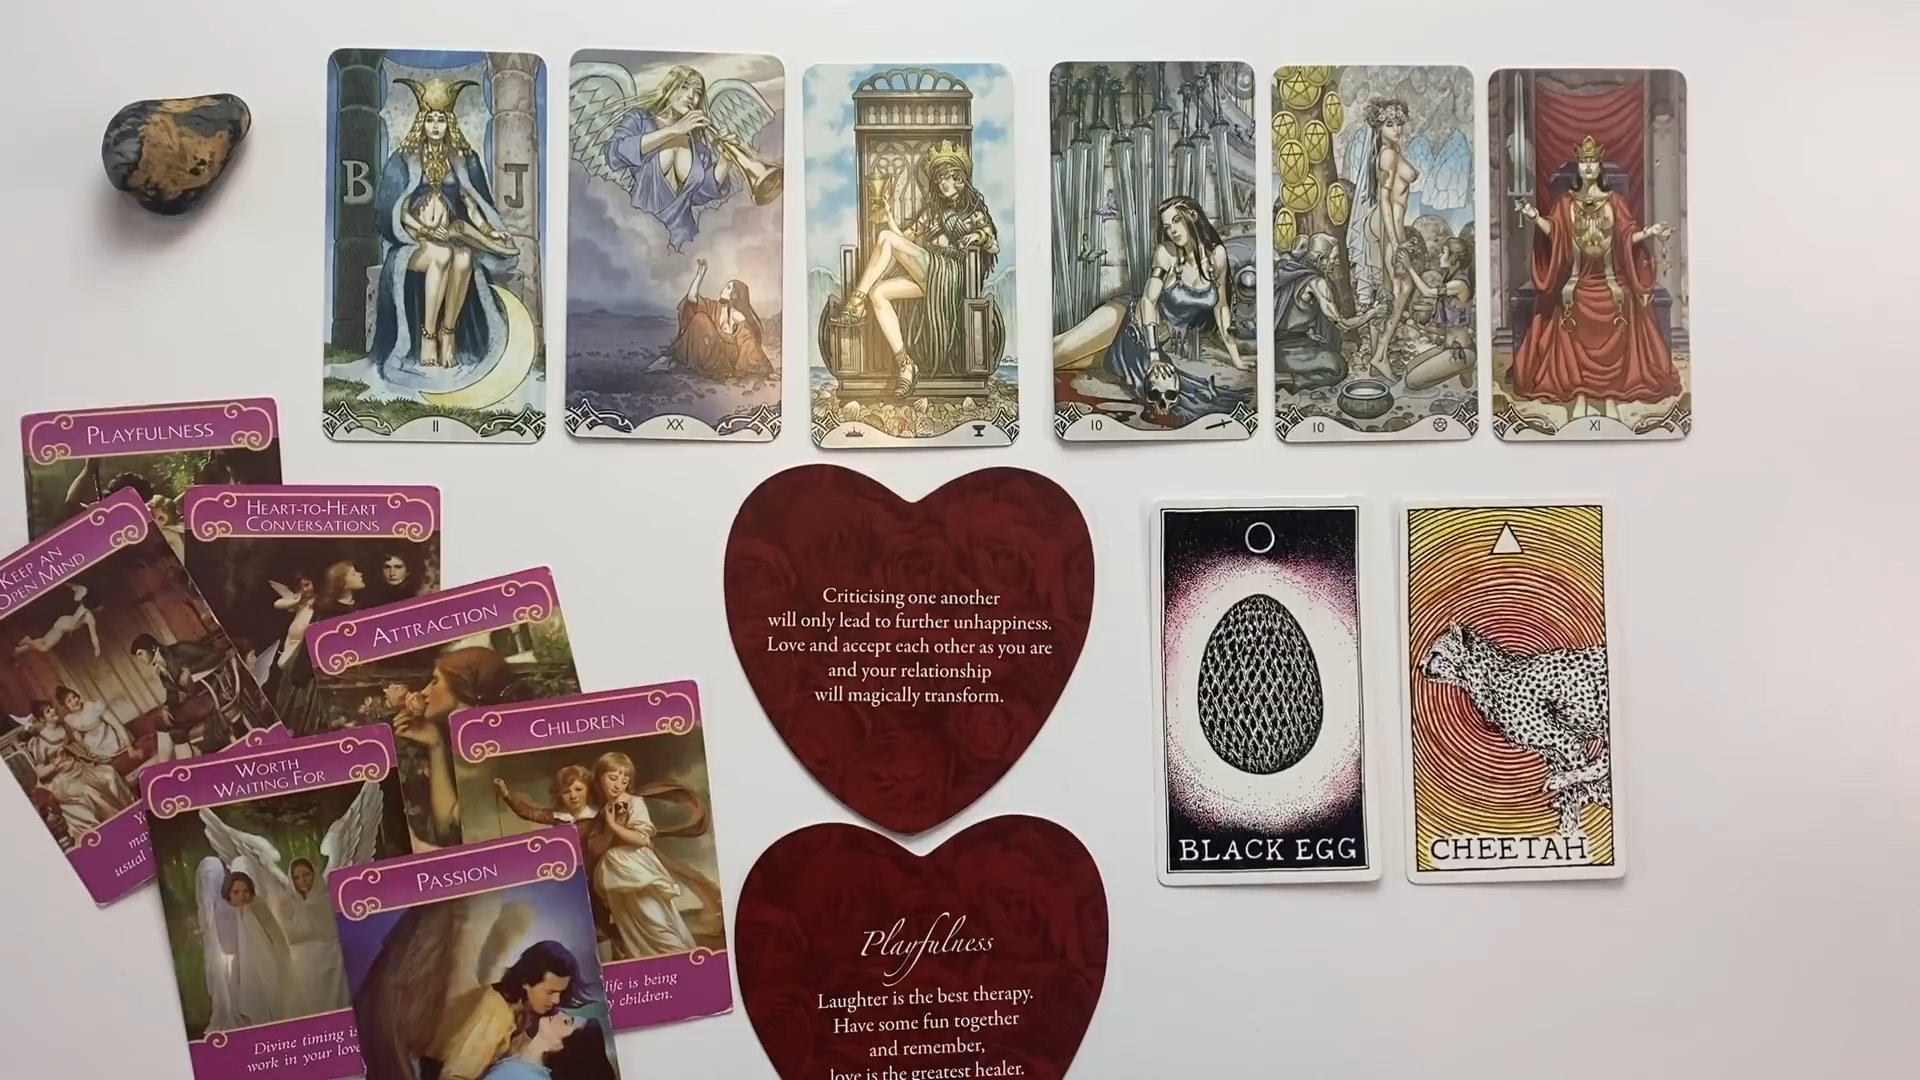 B
J
II
XX
10
10
XI
PLAYFULNESS
HEART-TO-HEART
CONVERSATIONS
KEEP AN
OPEN MIND
usual
ATTRACTION
CHILDREN
life is being
children.
WORTH
WAITING FOR
Divine timing is
work in your love
PASSION
Criticising one another
will only lead to further unhappiness.
Love and accept each other as you are
and your relationship
will magically transform.
Playfulness
Laughter is the best therapy.
Have some fun together
and remember,
love is the greatest healer.
BLACK EGG
CHEETAH